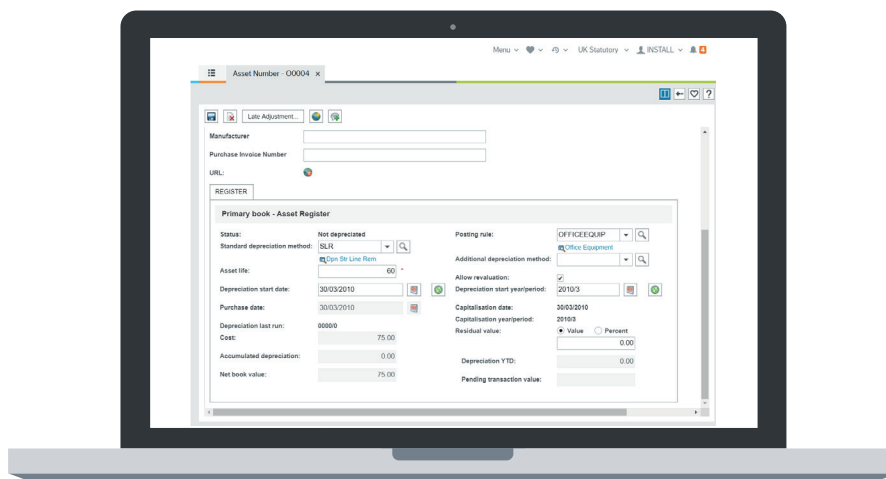 Menu UK Statutory INSTALL 4
Asset Number - O0004 ×
?
Late Adjustment...
Manufacturer
Purchase Invoice Number
URL:
REGISTER
Primary book - Asset Register
Status: Not depreciated Posting rule: OFFICEEQUIP
Office Equipment
Standard depreciation method: SLR
Dpn Str Line Rem
Additional depreciation method:
Asset life: 60 *
Allow revaluation:
Depreciation start date: 30/03/2010 Depreciation start year/period: 2010/3
Purchase date: 30/03/2010 Capitalisation date: 30/03/2010
Capitalisation year/period: 2010/3
Depreciation last run: 0000/0 Residual value: Value Percent
Cost: 75.00 0.00
Accumulated depreciation: 0.00 Depreciation YTD: 0.00
Net book value: 75.00 Pending transaction value: